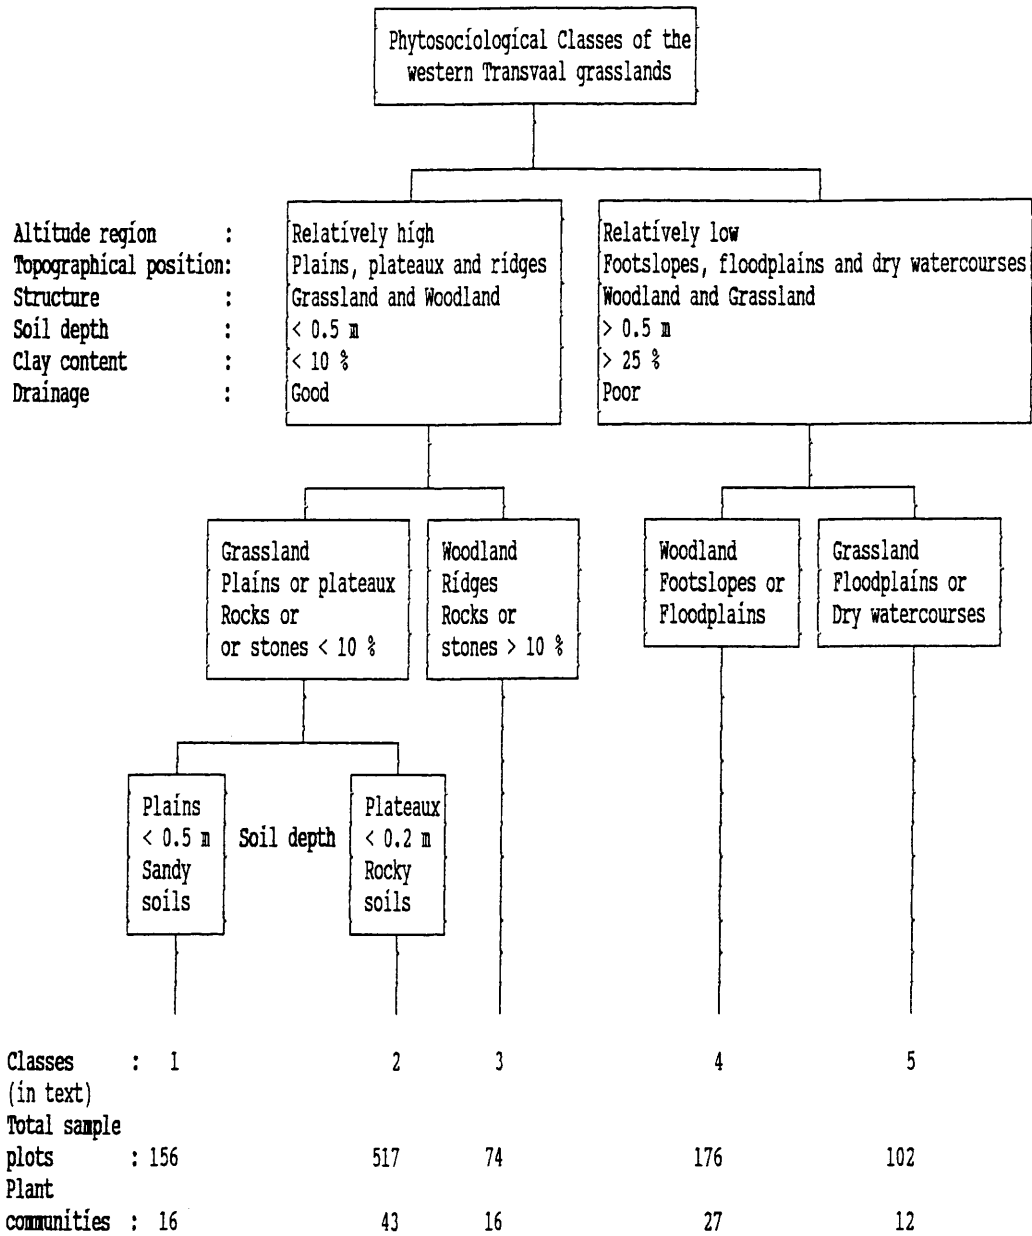 Phytosociological Classes of the
western Transvaal grasslands
Altitude region :
Topographical position:
Structure :
Soil depth :
Clay content :
Drainage :
Relatively high
Plains, plateaux and ridges
Grassland and Woodland
< 0.5 m
< 10 %
Good
Relatively low
Footslopes, floodplains and dry watercourses
Woodland and Grassland
> 0.5 m
> 25 %
Poor
Grassland
Plains or plateaux
Rocks or
or stones < 10 %
Woodland
Ridges
Rocks or
stones > 10 %
Woodland
Footslopes or
Floodplains
Grassland
Floodplains or
Dry watercourses
Plains
< 0.5 m
Sandy
soils
Soil depth
Plateaux
< 0.2 m
Rocky
soils
Classes : 1 2 3 4 5
(in text)
Total sample
plots : 156 517 74 176 102
Plant
communities : 16 43 16 27 12